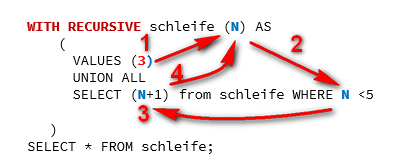 WITH RECURSIVE schleife (N) AS
1
2
(
VALUES (3)
4
UNION ALL
SELECT (N+1) from schleife WHERE N <5
3
)
SELECT * FROM schleife;